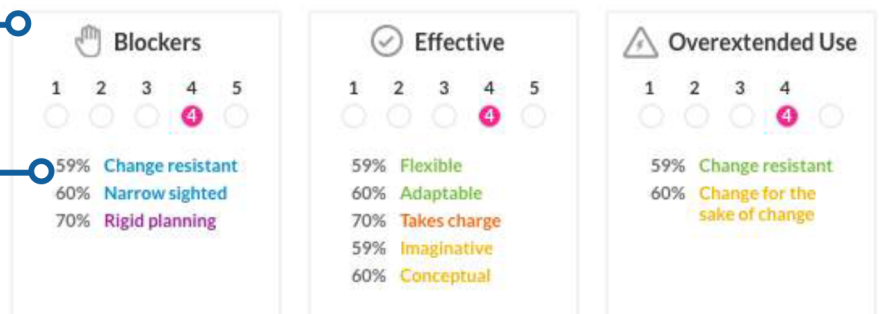 Blockers
1 2 3 4 5
4
59% Change resistant
60% Narrow sighted
70% Rigid planning
Effective
1 2 3 4 5
4
59% Flexible
60% Adaptable
70% Takes charge
59% Imaginative
60% Conceptual
Overextended Use
1 2 3 4
4
59% Change resistant
60% Change for the
sake of change